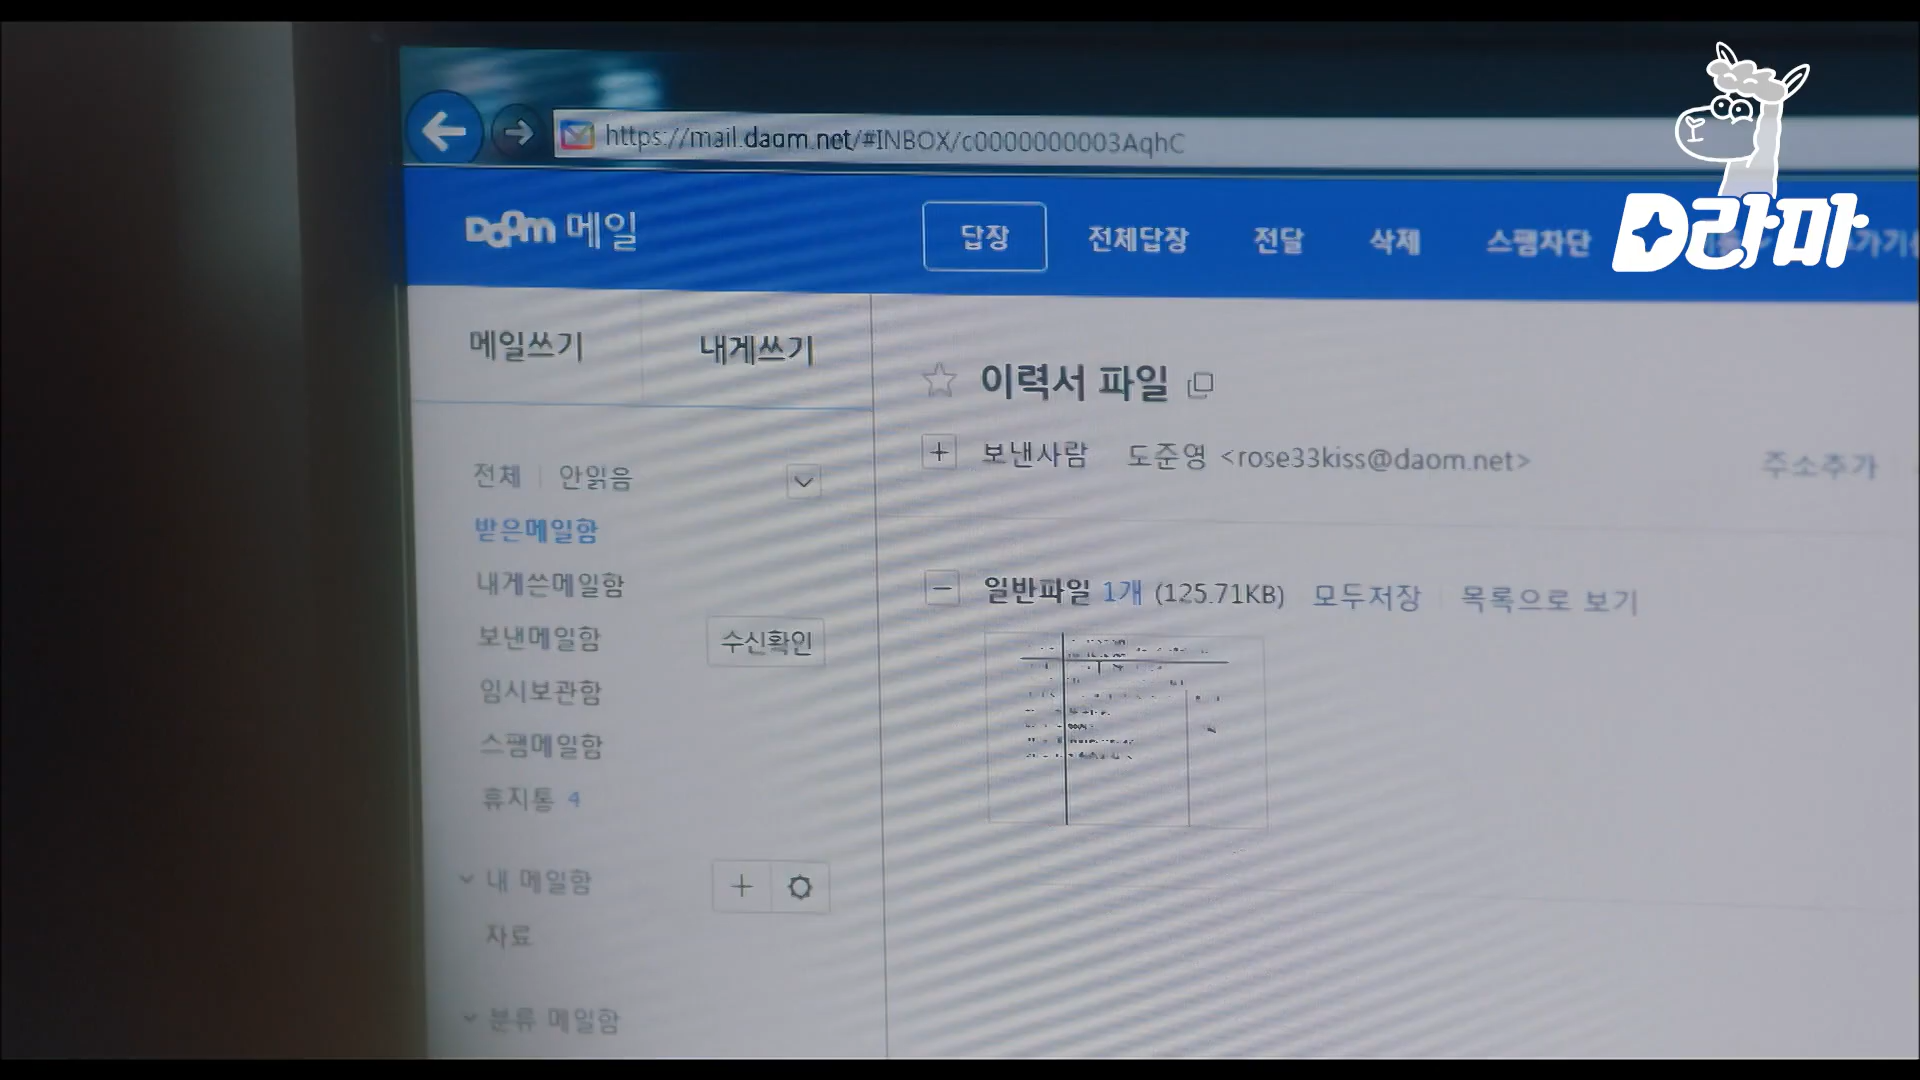 https://mail.daom.net/#INBOX/c0000000003AqhC
Daom 메일
답장 전체답장 전달 삭제 스팸차단
D라마
메일쓰기 내게쓰기
이력서 파일
보낸사람 도준영 <rose33kiss@daom.net> 주소추가
전체 안읽음
받은메일함
내게쓴메일함
일반파일 1개 (125.71KB) 모두저장 목록으로 보기
보낸메일함 수신확인
임시보관함
스팸메일함
휴지통 4
내 메일함
자료
분류 메일함